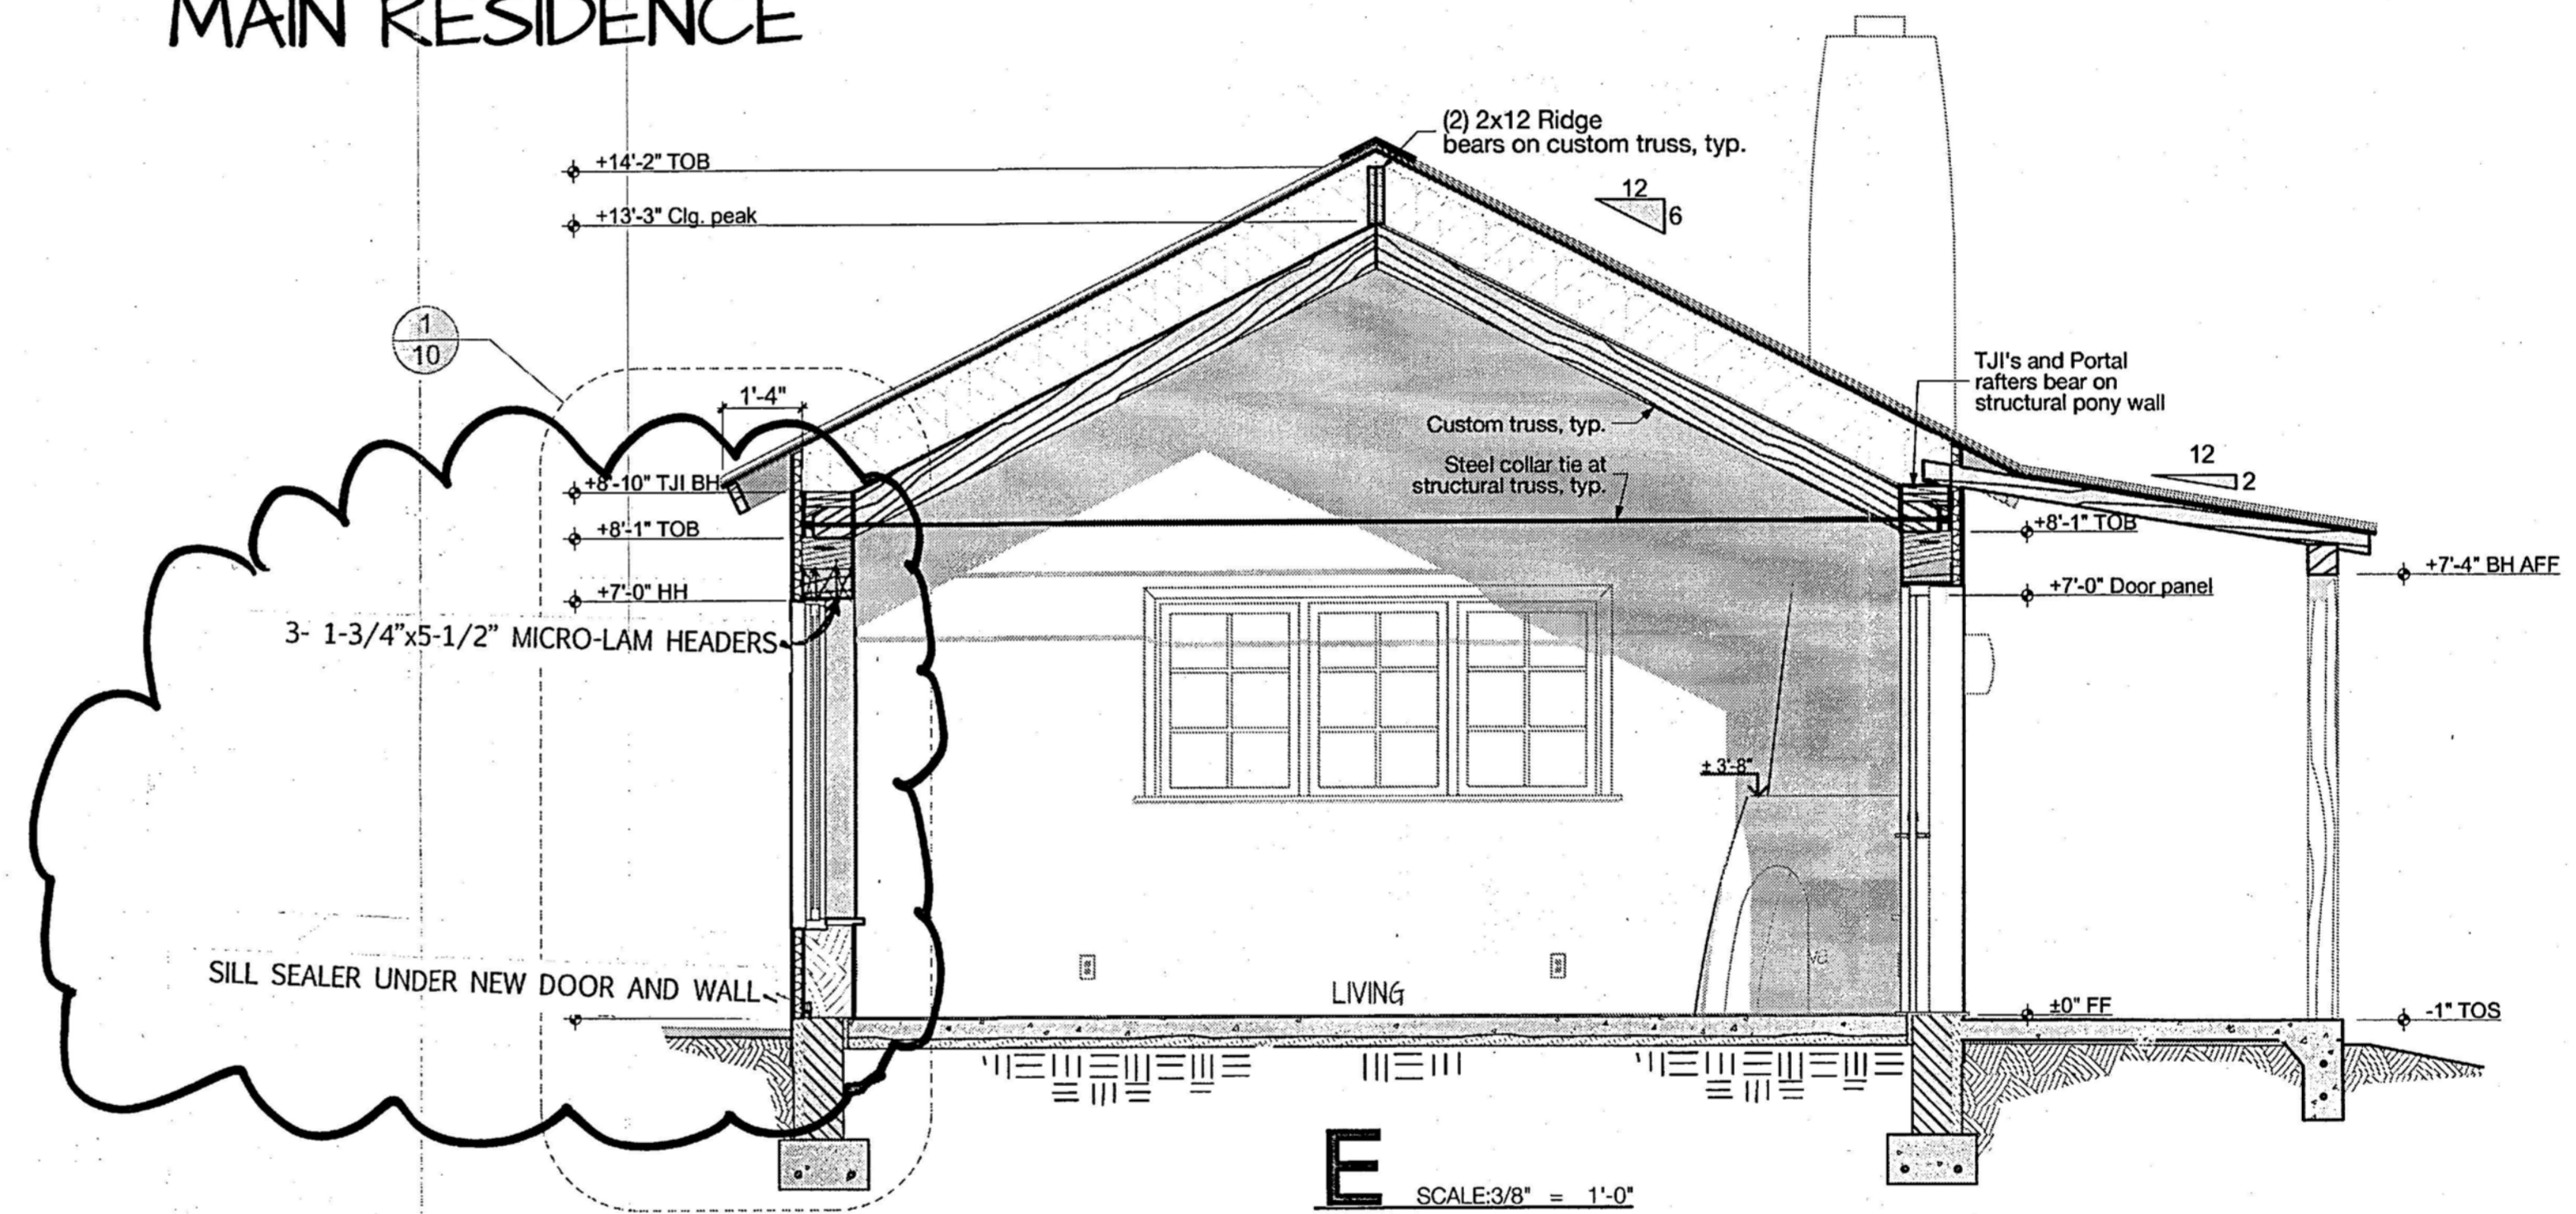 MAIN RESIDENCE
(2) 2x12 Ridge
bears on custom truss, typ.
+14'-2" TOB
+13'-3" Clg. peak
12
6
1
10
1'-4"
TJI's and Portal
rafters bear on
structural pony wall
Custom truss, typ.
Steel collar tie at
structural truss, typ.
12
2
+8'-10" TJI BH
+8'-1" TOB
+8'-1" TOB
+7'-4" BH AFF
+7'-0" HH
+7'-0" Door panel
3- 1-3/4"x5-1/2" MICRO-LAM HEADERS
± 3'-8"
SILL SEALER UNDER NEW DOOR AND WALL
LIVING
±0" FF
-1" TOS
E
SCALE:3/8" = 1'-0"